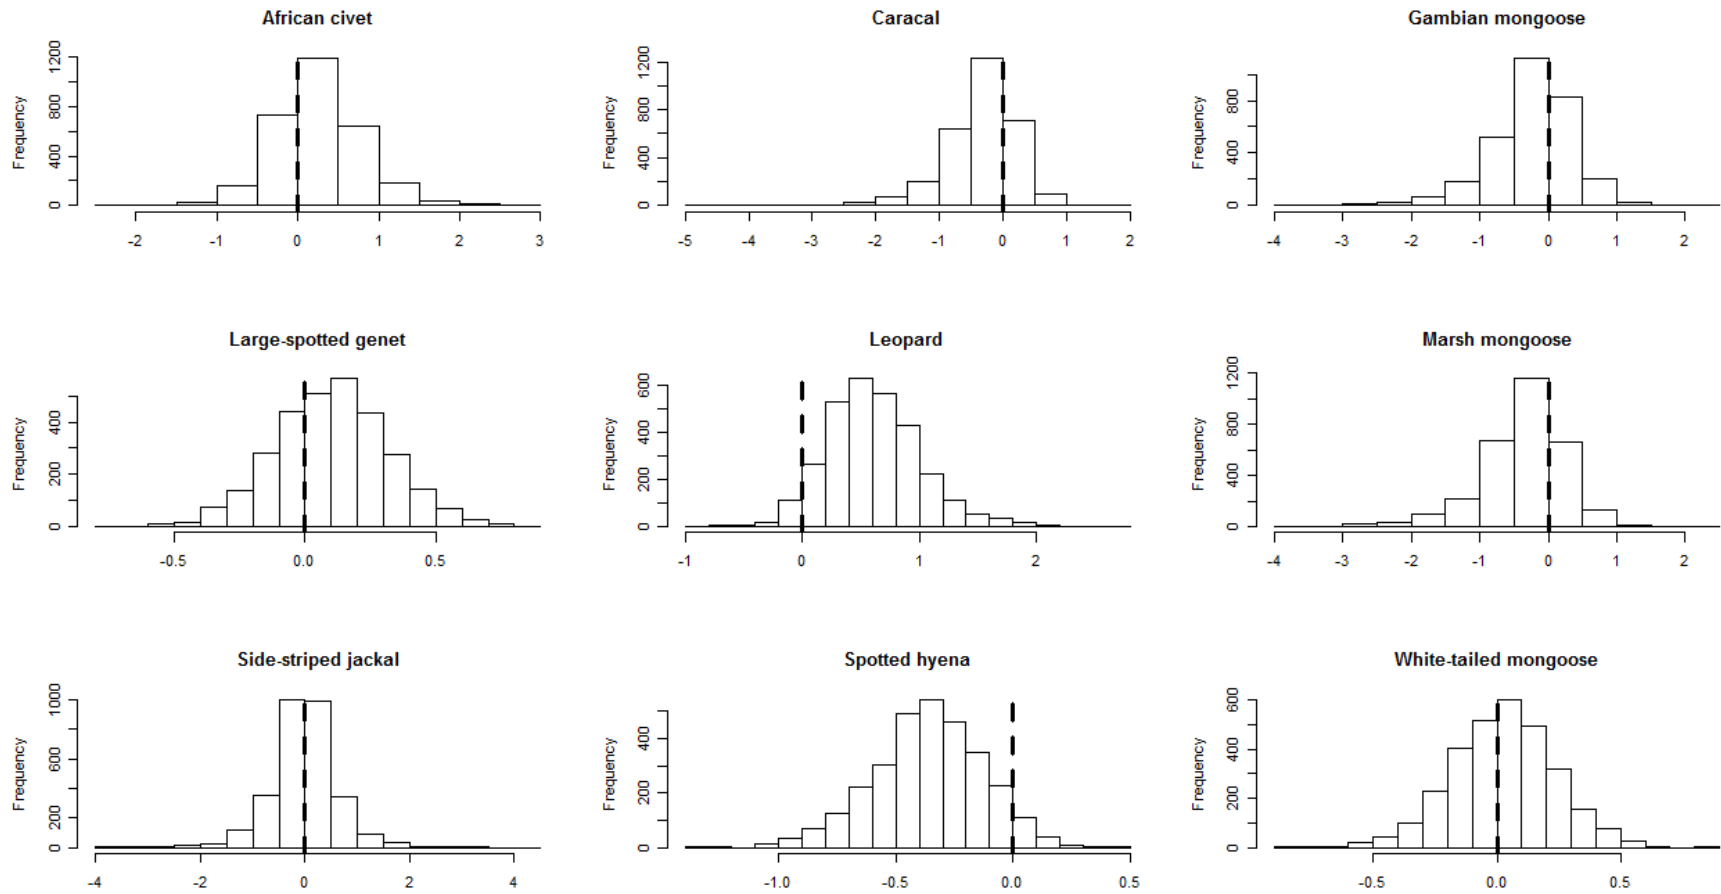 African civet
Frequency
0 400 800 1200
-2 -1 0 1 2 3
Caracal
Frequency
0 400 800 1200
-5 -4 -3 -2 -1 0 1 2
Gambian mongoose
Frequency
0 400 800
-4 -3 -2 -1 0 1 2
Large-spotted genet
Frequency
0 200 400
-0.5 0.0 0.5
Leopard
Frequency
0 200 400 600
-1 0 1 2
Marsh mongoose
Frequency
0 400 800 1200
-4 -3 -2 -1 0 1 2
Side-striped jackal
Frequency
0 200 600 1000
-4 -2 0 2 4
Spotted hyena
Frequency
0 200 400
-1.0 -0.5 0.0 0.5
White-tailed mongoose
Frequency
0 200 400 600
-0.5 0.0 0.5